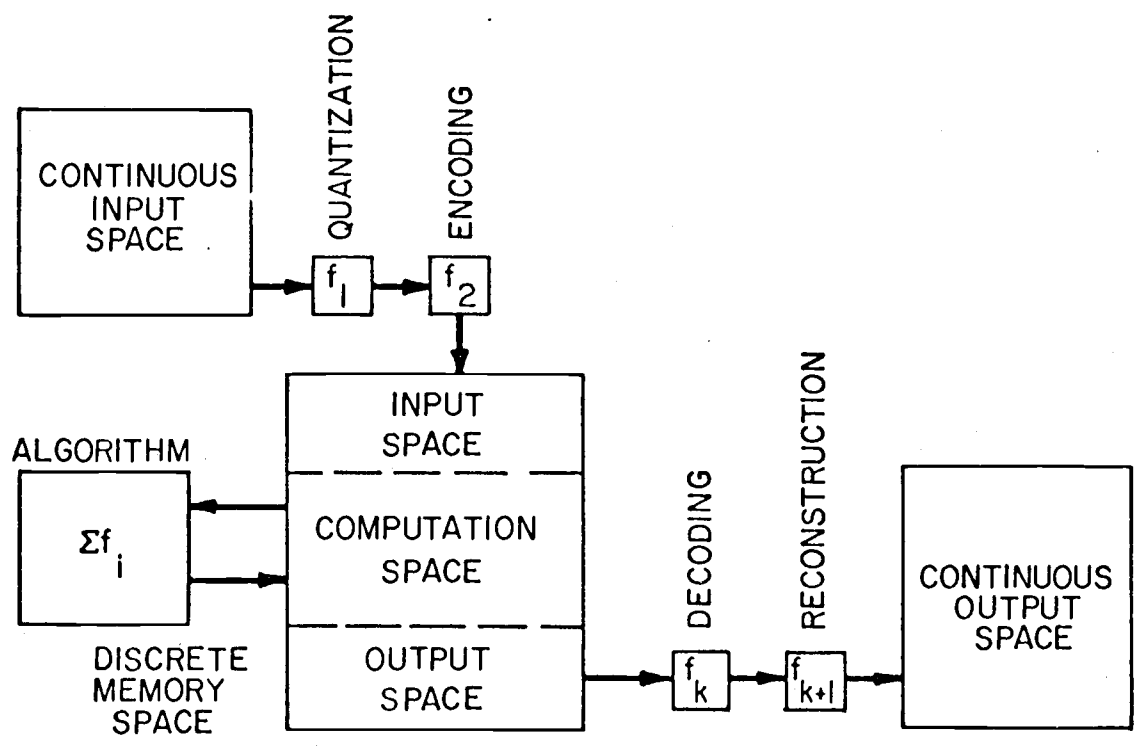 QUANTIZATION
ENCODING
CONTINUOUS
INPUT
SPACE
f1
f2
INPUT
SPACE
ALGORITHM
Σfi
COMPUTATION
SPACE
DISCRETE
MEMORY
SPACE
OUTPUT
SPACE
DECODING
RECONSTRUCTION
fk
fk+1
CONTINUOUS
OUTPUT
SPACE